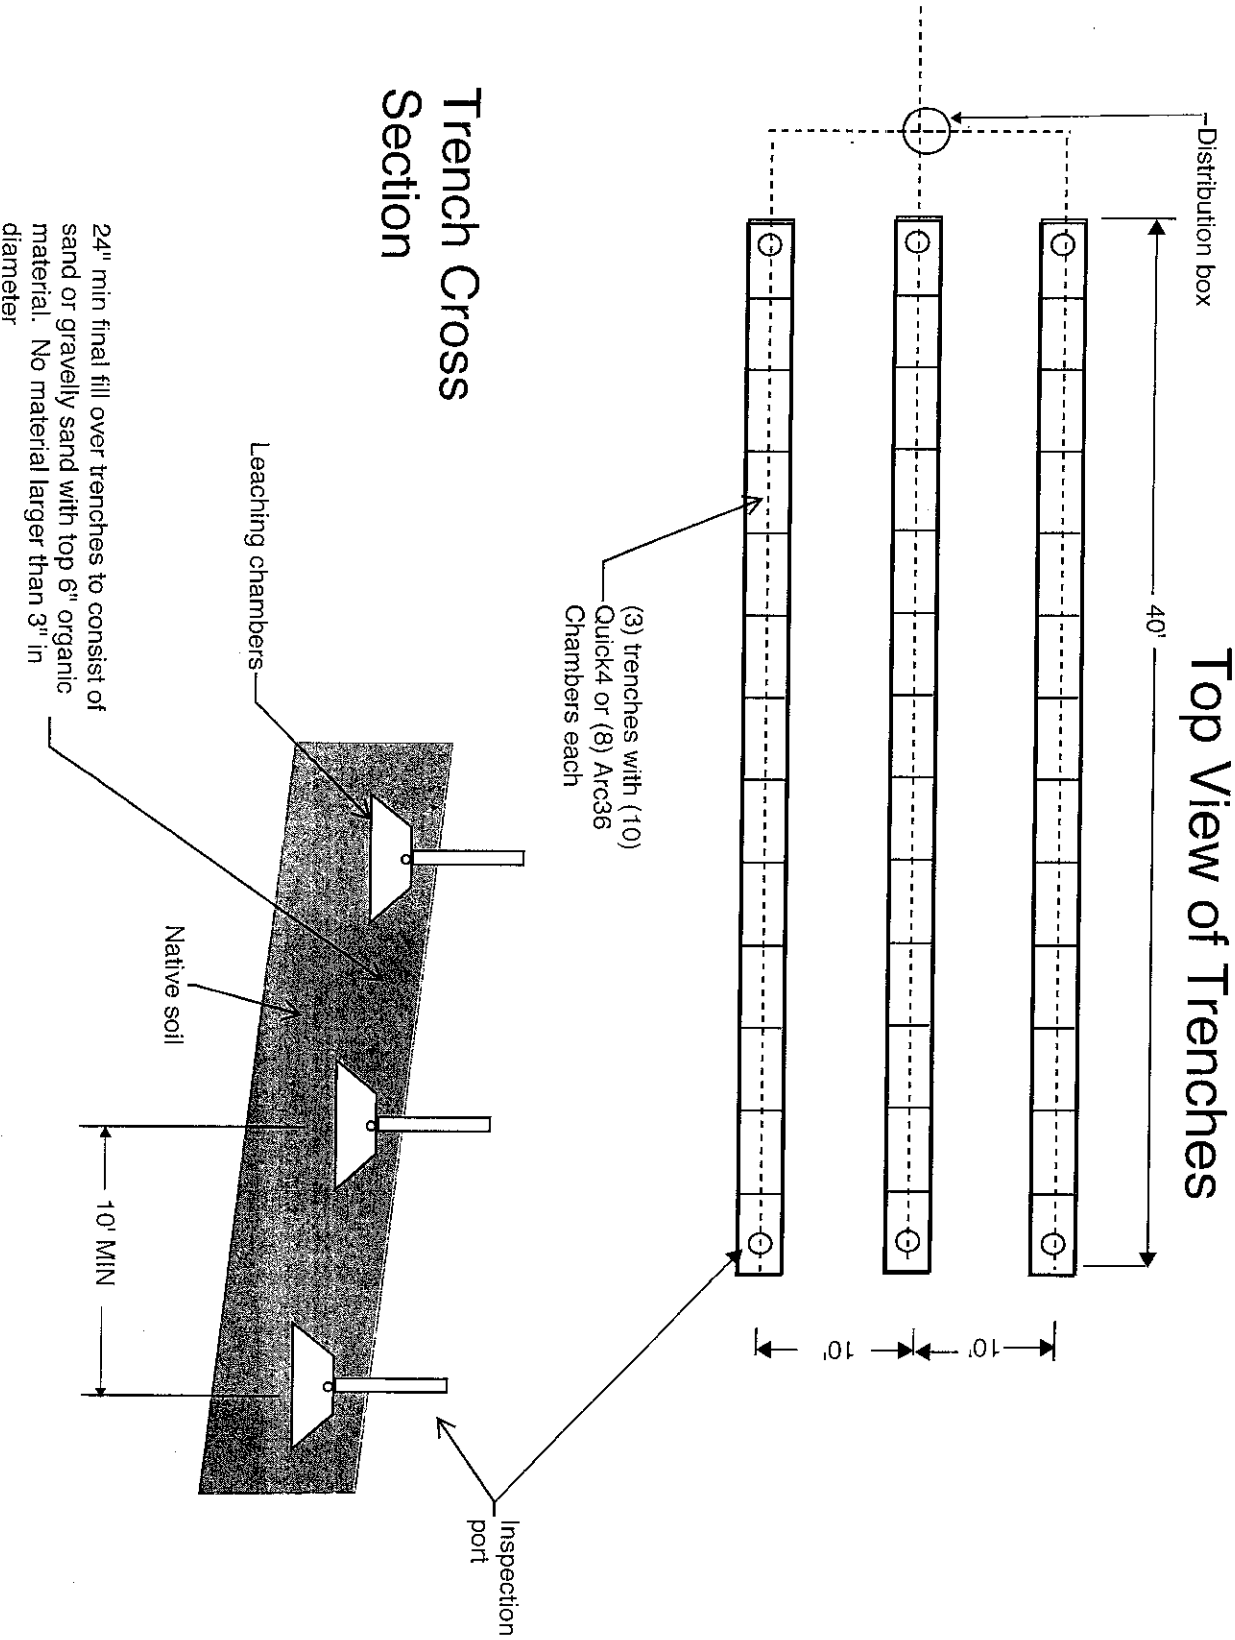 Top View of Trenches
Distribution box
40'
10'
10'
(3) trenches with (10)
Quick4 or (8) Arc36
Chambers each
Inspection
port
Trench Cross
Section
Leaching chambers
Native soil
10' MIN
24" min final fill over trenches to consist of
sand or gravelly sand with top 6" organic
material. No material larger than 3" in
diameter